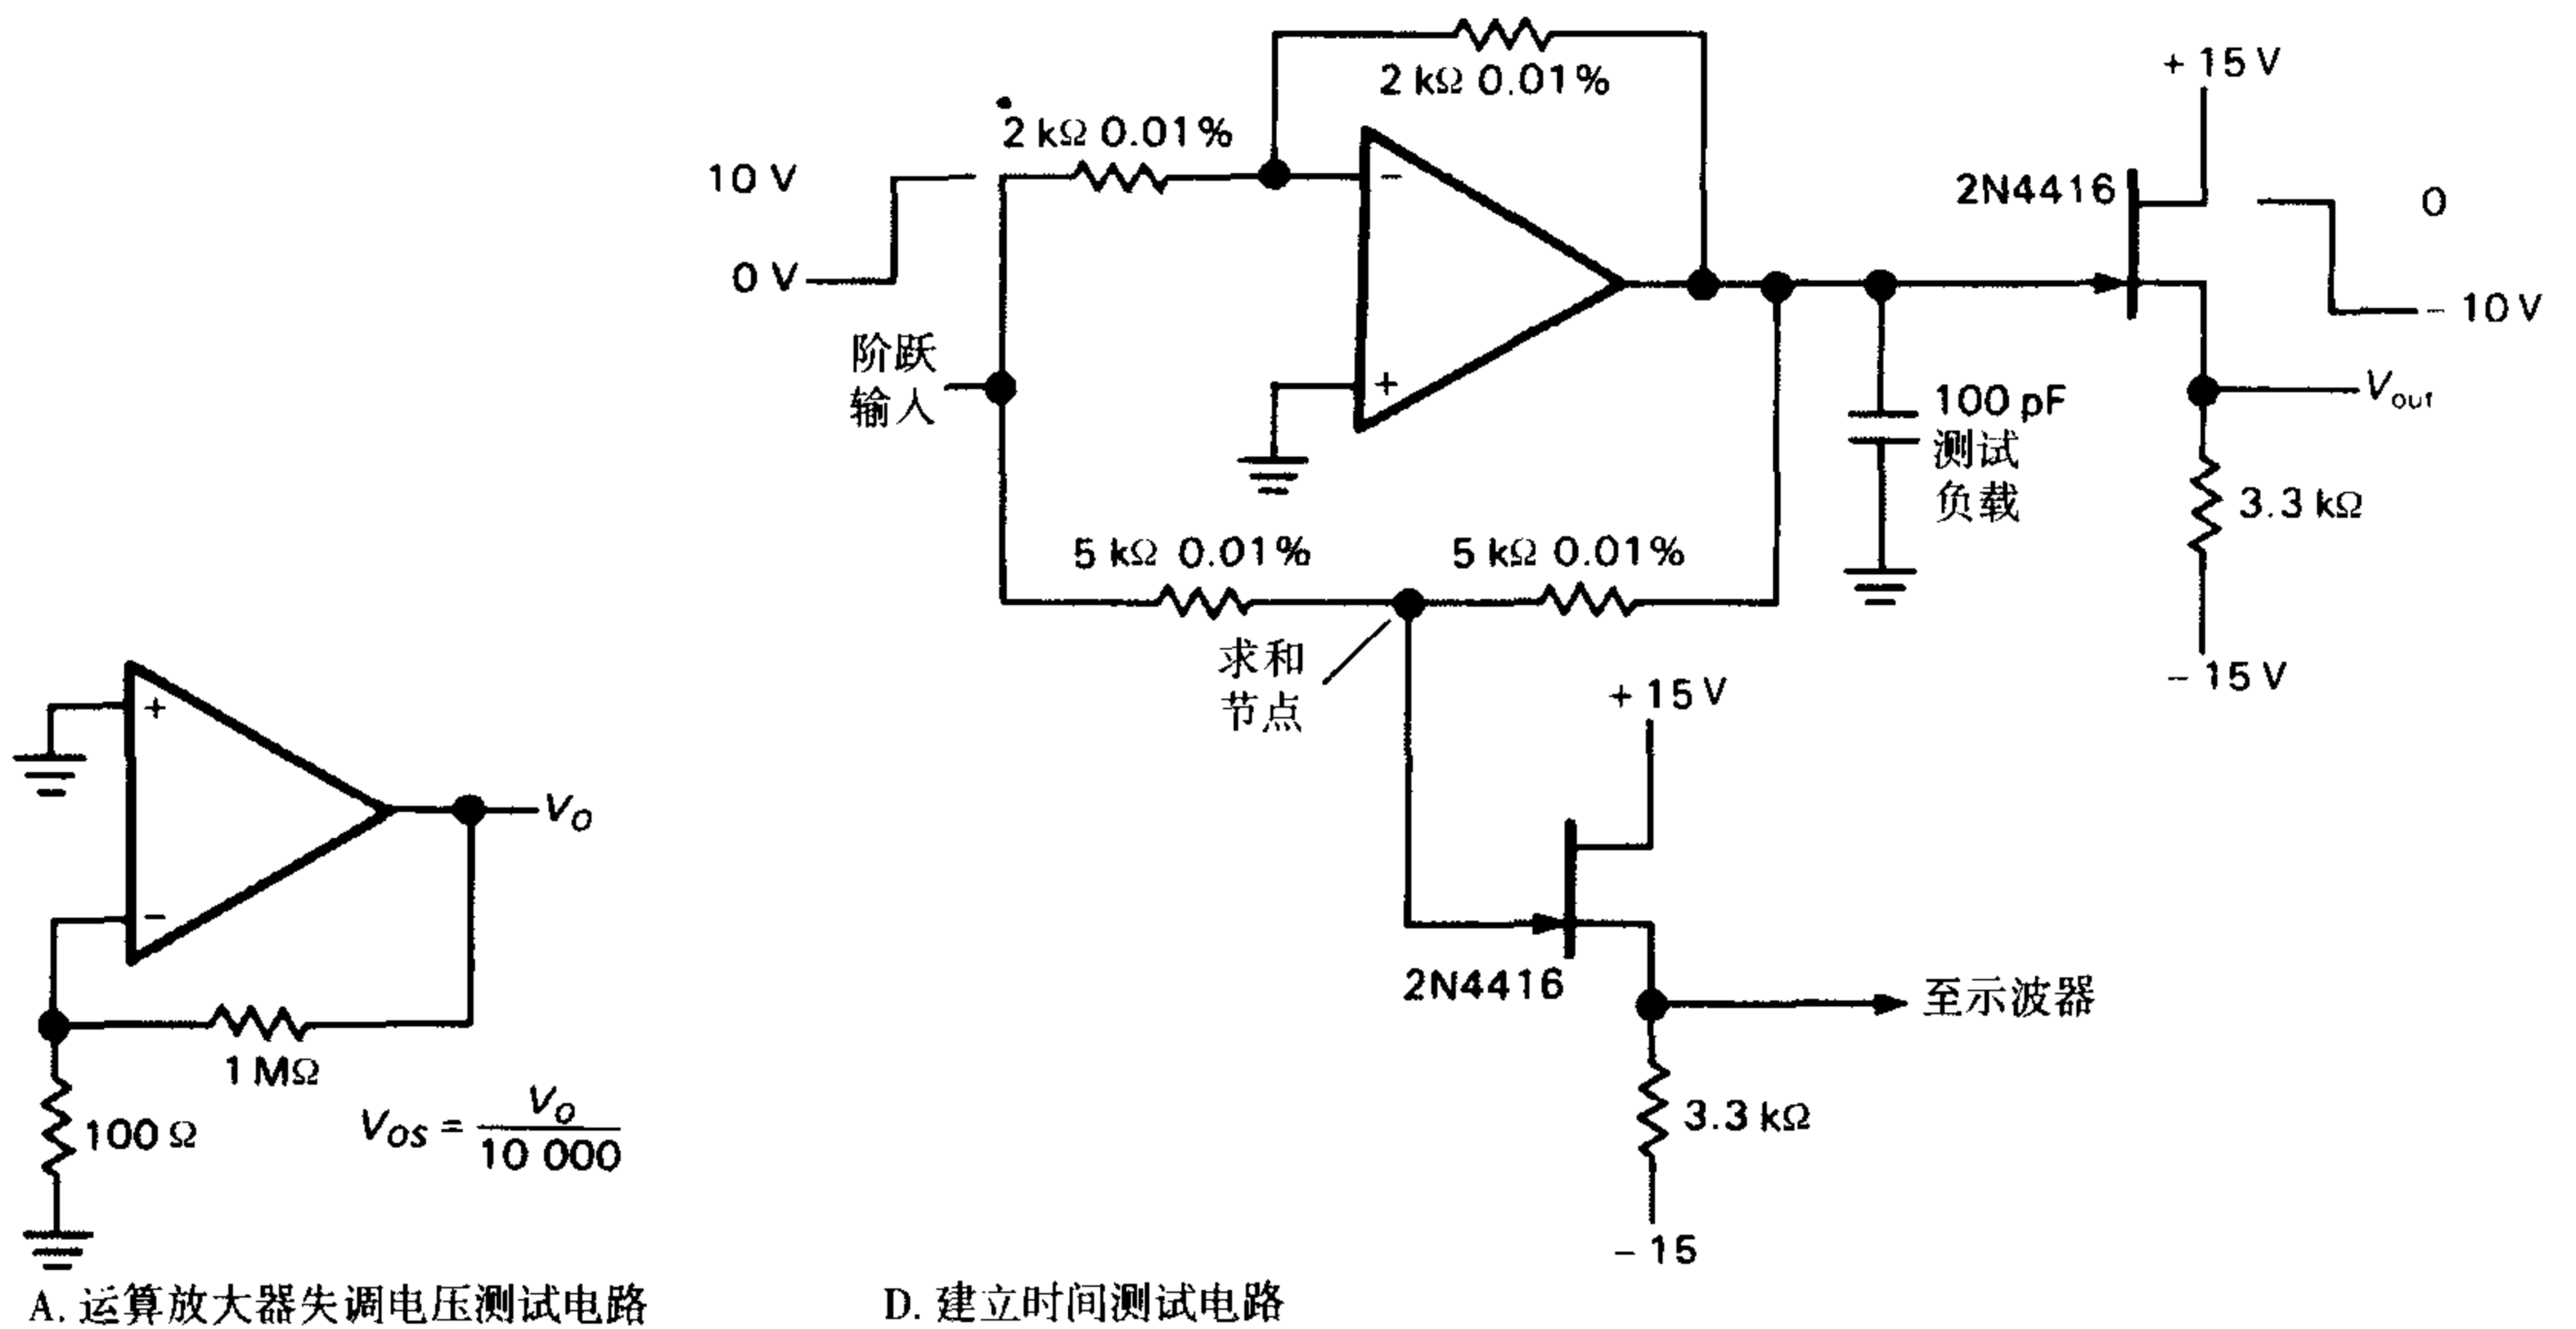 2 kΩ 0.01%
+ 15 V
2 kΩ 0.01%
10 V
2N4416
0
0 V
−
- 10 V
阶跃
输入
+
Vout
100 pF
测试
负载
3.3 kΩ
5 kΩ 0.01%
5 kΩ 0.01%
求和
节点
- 15 V
+ 15 V
+
VO
−
2N4416
至示波器
1 MΩ
100 Ω
VOS = VO
10 000
3.3 kΩ
- 15
A. 运算放大器失调电压测试电路
D. 建立时间测试电路